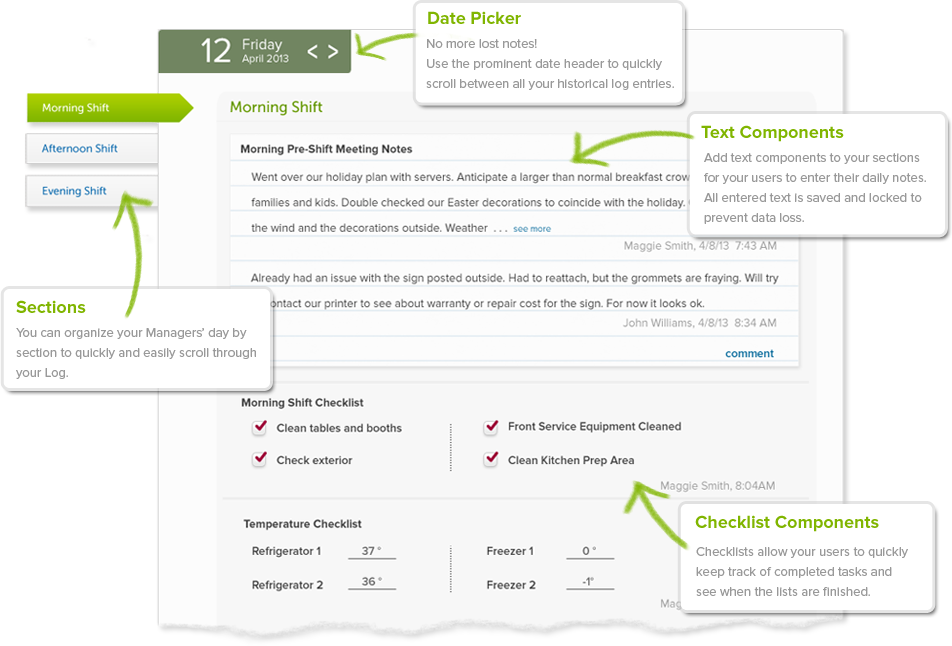 Date Picker
No more lost notes!
Use the prominent date header to quickly
scroll between all your historical log entries.
12 Friday
April 2013
< >
Morning Shift
Afternoon Shift
Evening Shift
Morning Shift
Morning Pre-Shift Meeting Notes
Went over our holiday plan with servers. Anticipate a larger than normal breakfast
families and kids. Double checked our Easter decorations to coincide with the holiday.
the wind and the decorations outside. Weather ... see more
Maggie Smith, 4/8/13 7:43 AM
Text Components
Add text components to your sections
for your users to enter their daily notes.
All entered text is saved and locked to
prevent data loss.
Already had an issue with the sign posted outside. Had to reattach, but the grommets are fraying. Will try
our printer to see about warranty or repair cost for the sign. For now it looks ok.
John Williams, 4/8/13 8:34 AM
comment
Sections
You can organize your Managers' day by
section to quickly and easily scroll through
your Log.
Morning Shift Checklist
Clean tables and booths
Front Service Equipment Cleaned
Check exterior
Clean Kitchen Prep Area
Maggie Smith, 8:04AM
Temperature Checklist
Refrigerator 1 37 °
Freezer 1 0 °
Refrigerator 2 36 °
Freezer 2 -1°
Checklist Components
Checklists allow your users to quickly
keep track of completed tasks and
see when the lists are finished.